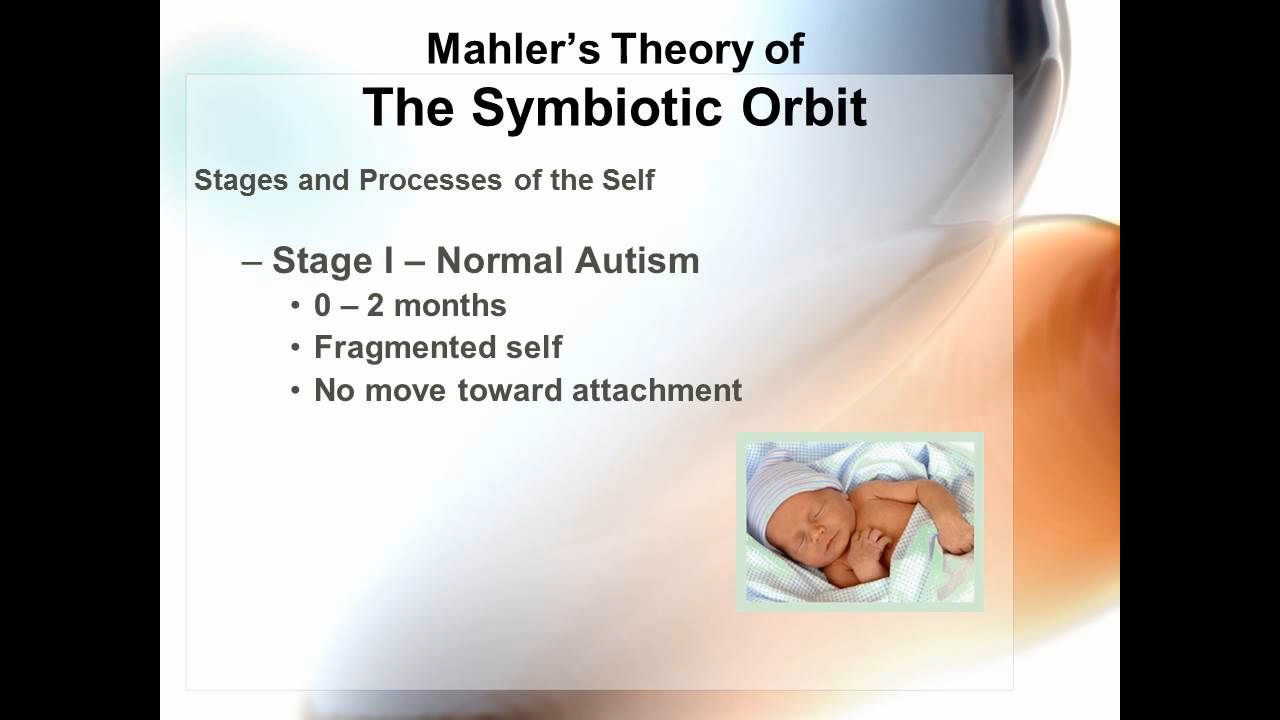 Mahler’s Theory of
The Symbiotic Orbit
Stages and Processes of the Self
– Stage I – Normal Autism
• 0 – 2 months
• Fragmented self
• No move toward attachment